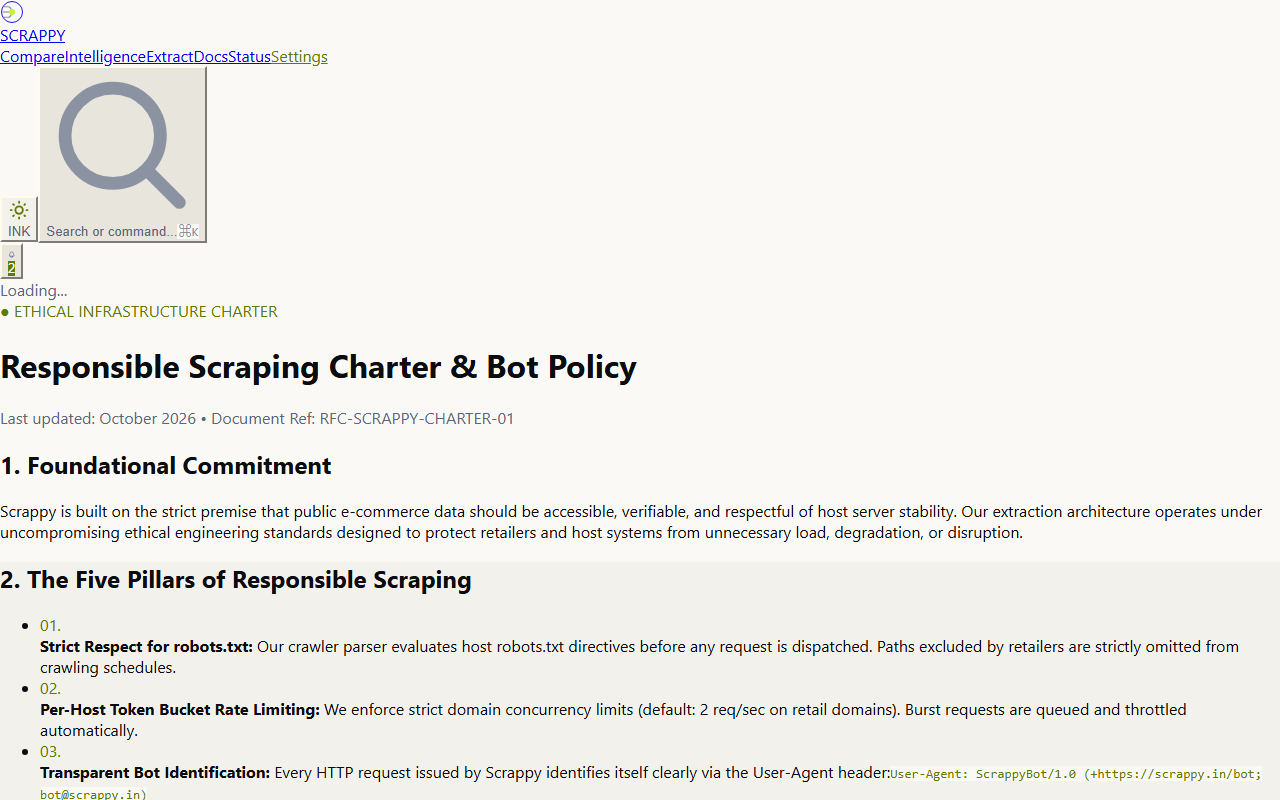 SCRAPPY
CompareIntelligenceExtractDocsStatusSettings
INK
Search or command...⌘K
2
Loading...
● ETHICAL INFRASTRUCTURE CHARTER
Responsible Scraping Charter & Bot Policy
Last updated: October 2026 • Document Ref: RFC-SCRAPPY-CHARTER-01
1. Foundational Commitment
Scrappy is built on the strict premise that public e-commerce data should be accessible, verifiable, and respectful of host server stability. Our extraction architecture operates under
uncompromising ethical engineering standards designed to protect retailers and host systems from unnecessary load, degradation, or disruption.
2. The Five Pillars of Responsible Scraping
• 01.
Strict Respect for robots.txt: Our crawler parser evaluates host robots.txt directives before any request is dispatched. Paths excluded by retailers are strictly omitted from
crawling schedules.
• 02.
Per-Host Token Bucket Rate Limiting: We enforce strict domain concurrency limits (default: 2 req/sec on retail domains). Burst requests are queued and throttled
automatically.
• 03.
Transparent Bot Identification: Every HTTP request issued by Scrappy identifies itself clearly via the User-Agent header:User-Agent: ScrappyBot/1.0 (+https://scrappy.in/bot;
bot@scrappy.in)